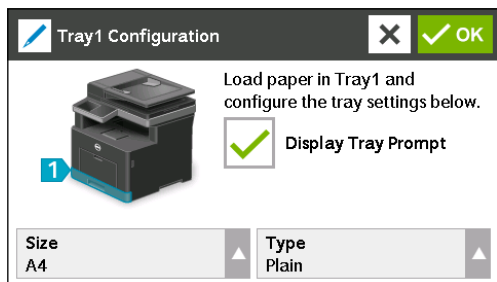 Tray1 Configuration
OK
Load paper in Tray1 and
configure the tray settings below.
Display Tray Prompt
1
Size
A4
Type
Plain